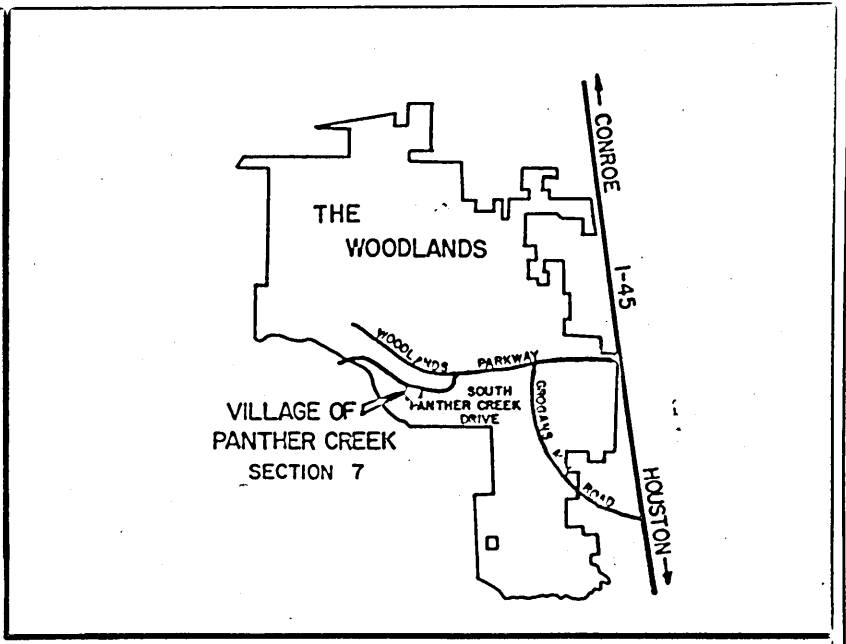 CONROE
THE
WOODLANDS
I-45
WOODLANDS PARKWAY
SOUTH
PANTHER CREEK
DRIVE
GROGANS ROAD
VILLAGE OF
PANTHER CREEK
SECTION 7
HOUSTON